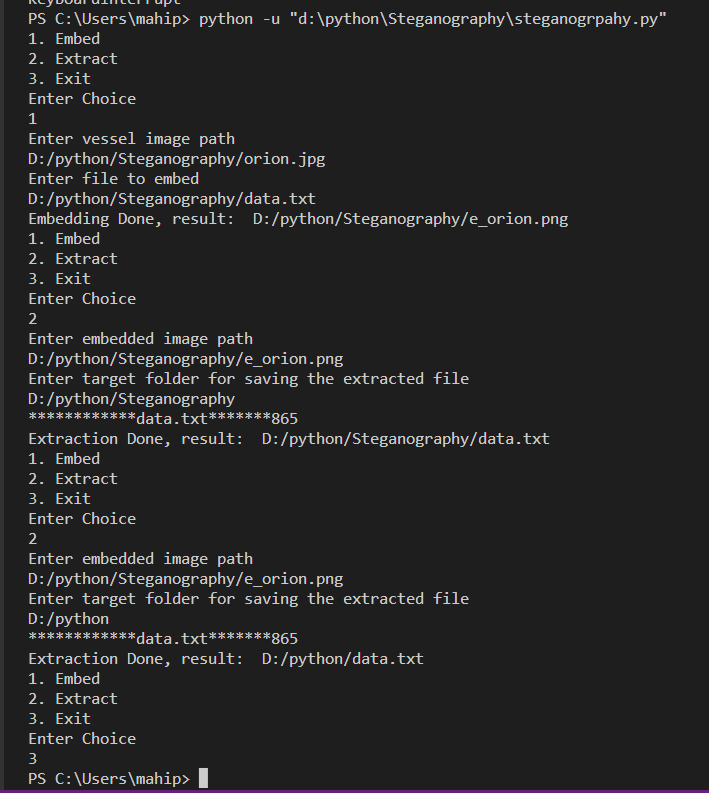 KeyboardInterrupt
PS C:\Users\mahip> python -u "d:\python\Steganography\steganogrpahy.py"
1. Embed
2. Extract
3. Exit
Enter Choice
1
Enter vessel image path
D:/python/Steganography/orion.jpg
Enter file to embed
D:/python/Steganography/data.txt
Embedding Done, result:  D:/python/Steganography/e_orion.png
1. Embed
2. Extract
3. Exit
Enter Choice
2
Enter embedded image path
D:/python/Steganography/e_orion.png
Enter target folder for saving the extracted file
D:/python/Steganography
************data.txt*******865
Extraction Done, result:  D:/python/Steganography/data.txt
1. Embed
2. Extract
3. Exit
Enter Choice
2
Enter embedded image path
D:/python/Steganography/e_orion.png
Enter target folder for saving the extracted file
D:/python
************data.txt*******865
Extraction Done, result:  D:/python/data.txt
1. Embed
2. Extract
3. Exit
Enter Choice
3
PS C:\Users\mahip>